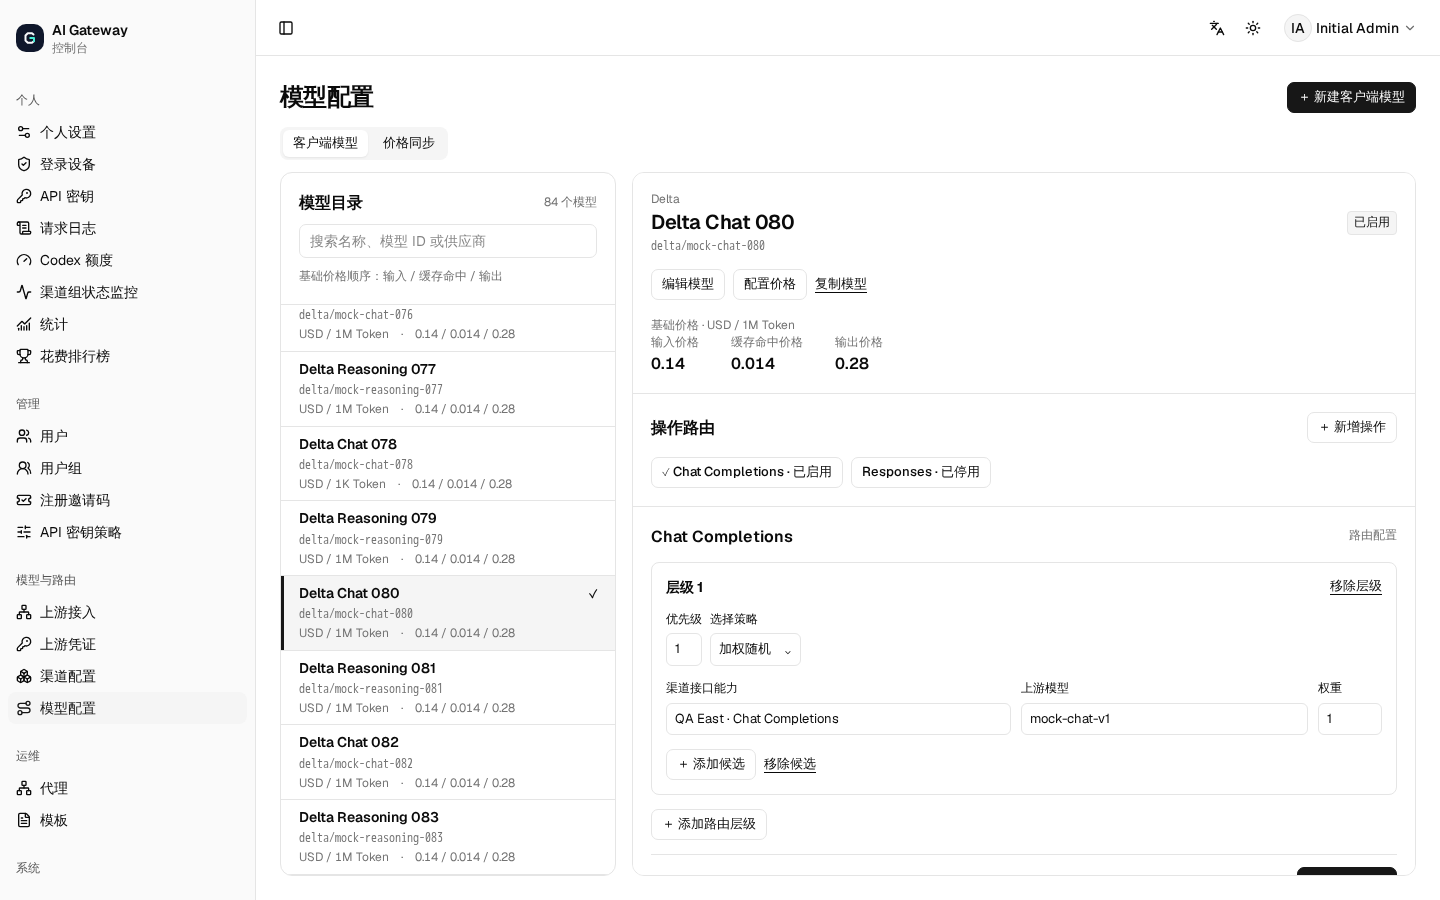 AI Gateway
控制台
个人
个人设置
登录设备
API 密钥
请求日志
Codex 额度
渠道组状态监控
统计
花费排行榜
管理
用户
用户组
注册邀请码
API 密钥策略
模型与路由
上游接入
上游凭证
渠道配置
模型配置
运维
代理
模板
系统
IA Initial Admin
模型配置
+ 新建客户端模型
客户端模型 价格同步
模型目录 84 个模型
搜索名称、模型 ID 或供应商
基础价格顺序：输入 / 缓存命中 / 输出
delta/mock-chat-076
USD / 1M Token · 0.14 / 0.014 / 0.28
Delta Reasoning 077
delta/mock-reasoning-077
USD / 1M Token · 0.14 / 0.014 / 0.28
Delta Chat 078
delta/mock-chat-078
USD / 1K Token · 0.14 / 0.014 / 0.28
Delta Reasoning 079
delta/mock-reasoning-079
USD / 1M Token · 0.14 / 0.014 / 0.28
Delta Chat 080 ✓
delta/mock-chat-080
USD / 1M Token · 0.14 / 0.014 / 0.28
Delta Reasoning 081
delta/mock-reasoning-081
USD / 1M Token · 0.14 / 0.014 / 0.28
Delta Chat 082
delta/mock-chat-082
USD / 1M Token · 0.14 / 0.014 / 0.28
Delta Reasoning 083
delta/mock-reasoning-083
USD / 1M Token · 0.14 / 0.014 / 0.28
Delta
Delta Chat 080
已启用
delta/mock-chat-080
编辑模型 配置价格 复制模型
基础价格 · USD / 1M Token
输入价格 缓存命中价格 输出价格
0.14 0.014 0.28
操作路由 + 新增操作
✓ Chat Completions · 已启用 Responses · 已停用
Chat Completions 路由配置
层级 1 移除层级
优先级 选择策略
1 加权随机
渠道接口能力 上游模型 权重
QA East · Chat Completions mock-chat-v1 1
+ 添加候选 移除候选
+ 添加路由层级